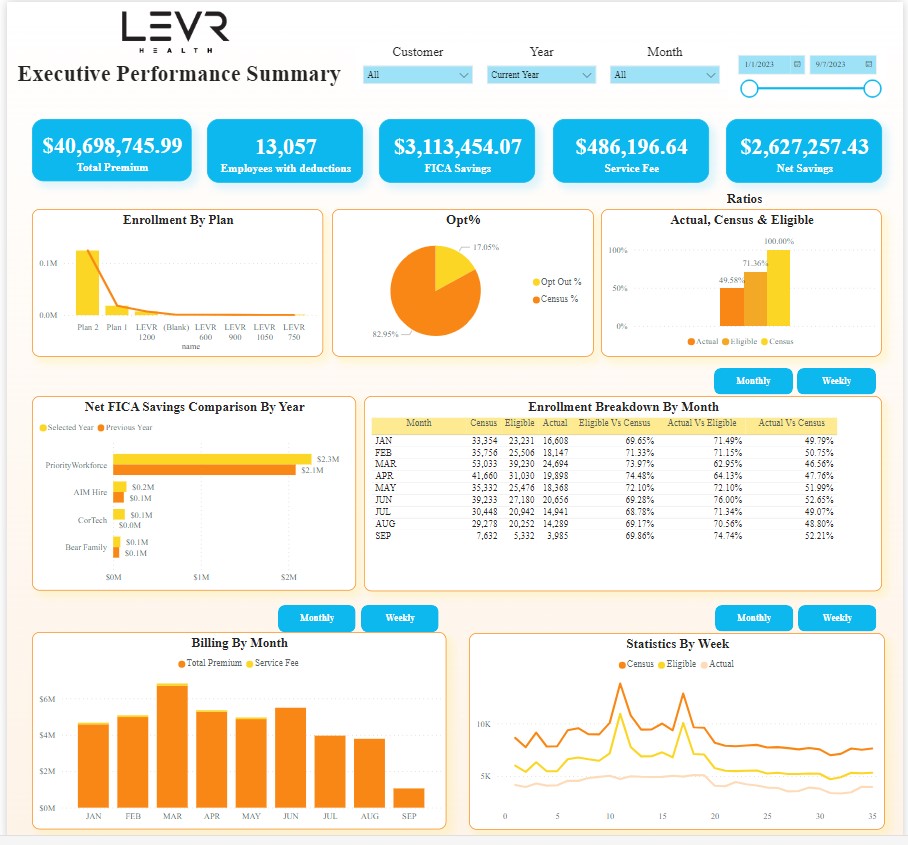 LEVR
HEALTH
Executive Performance Summary
Customer Year Month
All Current Year All 1/1/2023 9/7/2023
$40,698,745.99 13,057 $3,113,454.07 $486,196.64 $2,627,257.43
Total Premium Employees with deductions FICA Savings Service Fee Net Savings
Ratios
Enrollment By Plan
0.1M
0.0M
Plan 2 Plan 1 LEVR 1200 (Blank) LEVR 600 LEVR 900 LEVR 1050 LEVR 750
name
Opt%
17.05%
82.95%
Opt Out %
Census %
Actual, Census & Eligible
100.00%
71.36%
49.58%
100%
50%
0%
Actual Eligible Census
Monthly Weekly
Net FICA Savings Comparison By Year
Selected Year Previous Year
PriorityWorkforce $2.3M
$2.1M
AIM Hire $0.2M
$0.1M
CorTech $0.1M
$0.0M
Bear Family $0.1M
$0.1M
$0M $1M $2M
Enrollment Breakdown By Month
Month Census Eligible Actual Eligible Vs Census Actual Vs Eligible Actual Vs Census
JAN 33,354 23,231 16,608 69.65% 71.49% 49.79%
FEB 35,756 25,506 18,147 71.33% 71.15% 50.75%
MAR 53,033 39,230 24,694 73.97% 62.95% 46.56%
APR 41,660 31,030 19,898 74.48% 64.13% 47.76%
MAY 35,332 25,476 18,368 72.10% 72.10% 51.99%
JUN 39,233 27,180 20,656 69.28% 76.00% 52.65%
JUL 30,448 20,942 14,941 68.78% 71.34% 49.07%
AUG 29,278 20,252 14,289 69.17% 70.56% 48.80%
SEP 7,632 5,332 3,985 69.86% 74.74% 52.21%
Monthly Weekly
Billing By Month
Total Premium Service Fee
$6M
$4M
$2M
$0M
JAN FEB MAR APR MAY JUN JUL AUG SEP
Monthly Weekly
Statistics By Week
Census Eligible Actual
10K
5K
0 5 10 15 20 25 30 35